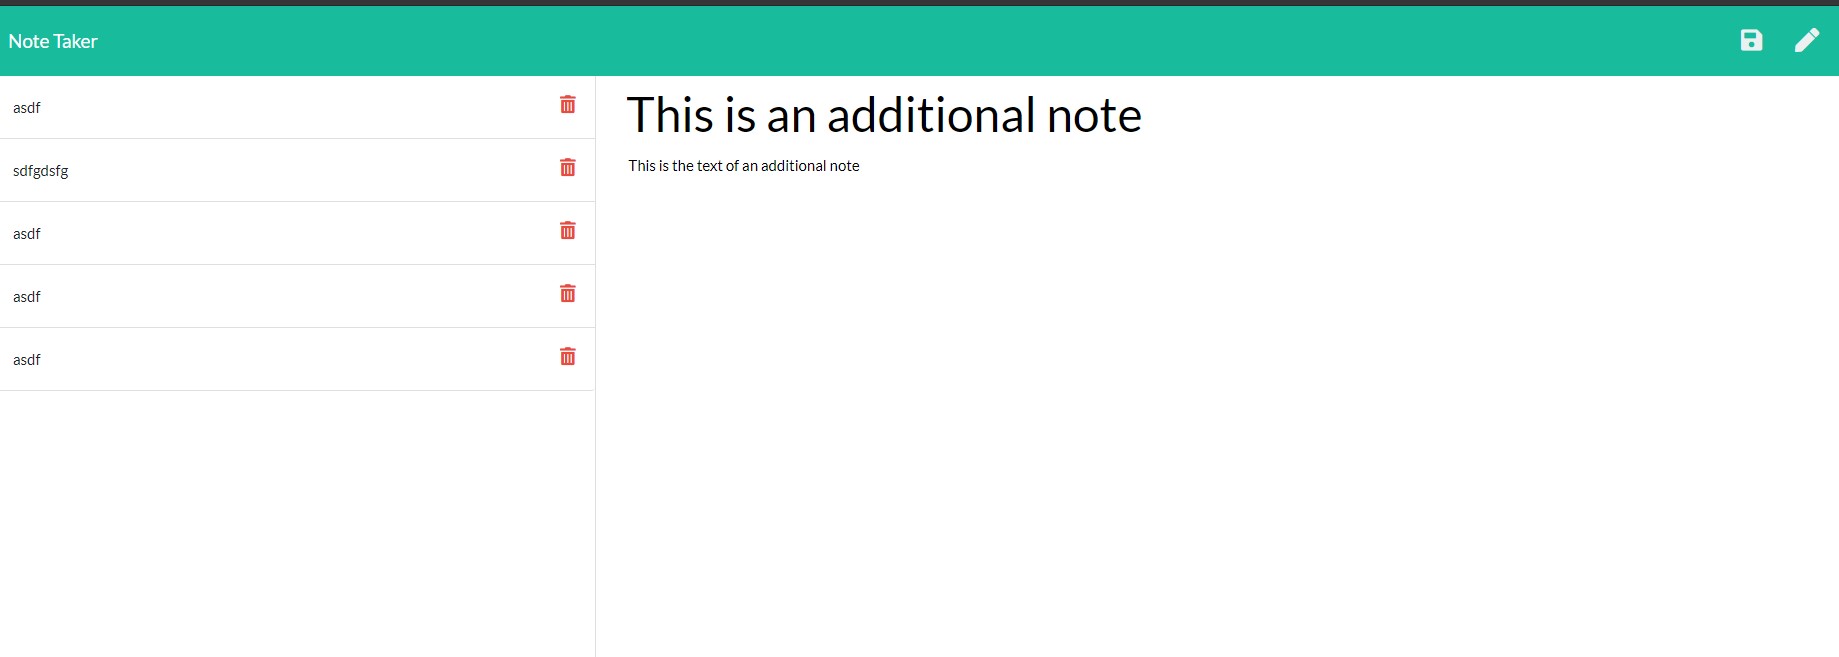 Note Taker
asdf
sdfgdsfg
asdf
asdf
asdf
This is an additional note
This is the text of an additional note